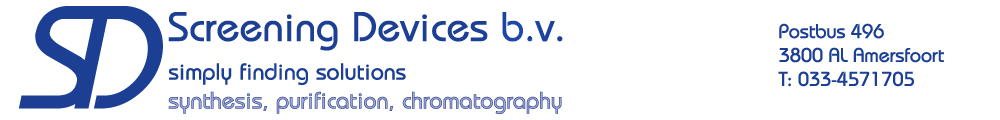 SD
Screening Devices b.v.
simply finding solutions
synthesis, purification, chromatography
Postbus 496
3800 AL Amersfoort
T: 033-4571705